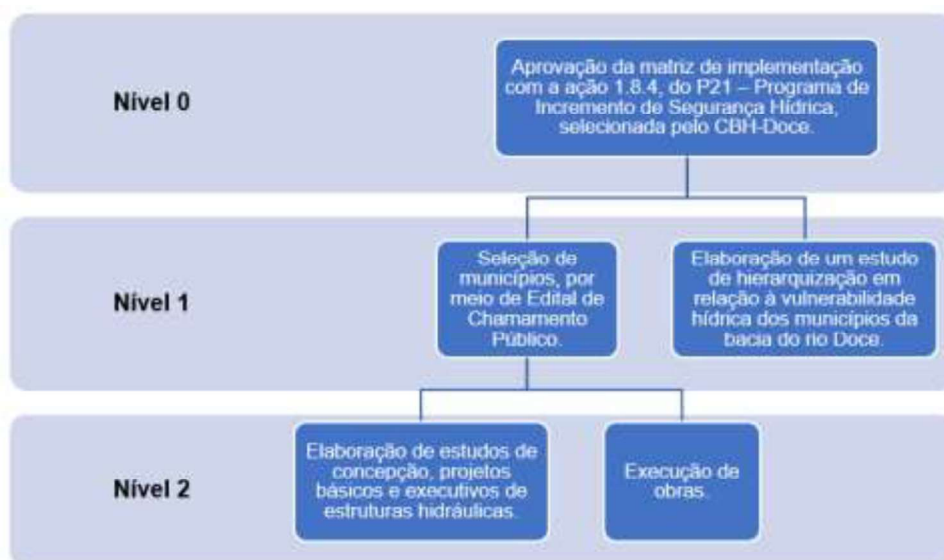 Nível 0
Aprovação da matriz de implementação
com a ação 1.8.4, do P21 – Programa de
Incremento de Segurança Hídrica,
selecionada pelo CBH-Doce.
Nível 1
Seleção de
municípios, por
meio de Edital de
Chamamento
Público.
Elaboração de um estudo
de hierarquização em
relação à vulnerabilidade
hídrica dos municípios da
bacia do rio Doce.
Nível 2
Elaboração de estudos de
concepção, projetos
básicos e executivos de
estruturas hidráulicas.
Execução de
obras.